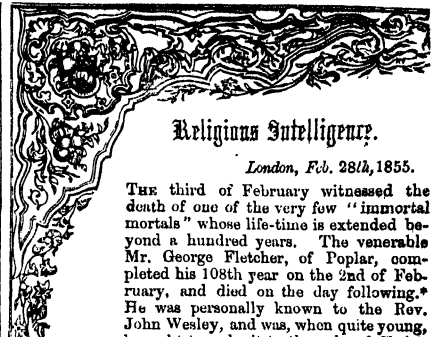 Religious Intelligence.
London, Feb. 28th, 1855.
THE third of February witnessed the
death of one of the very few "immortal
mortals" whose life-time is extended be-
yond a hundred years. The venerable
Mr. George Fletcher, of Poplar, com-
pleted his 108th year on the 2nd of Feb-
ruary, and died on the day following.*
He was personally known to the Rev.
John Wesley, and was, when quite young,